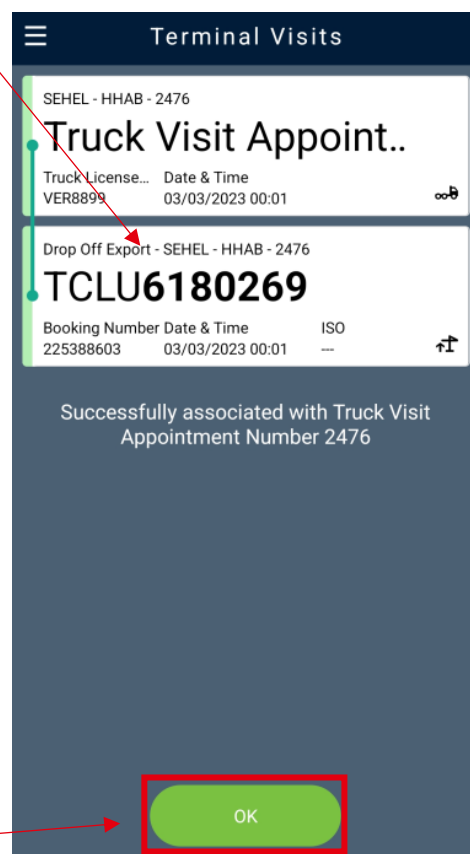 Terminal Visits
SEHEL - HHAB - 2476
Truck Visit Appoint..
Truck License... Date & Time
VER8899 03/03/2023 00:01
Drop Off Export - SEHEL - HHAB - 2476
TCLU6180269
Booking Number Date & Time ISO
225388603 03/03/2023 00:01 ---
Successfully associated with Truck Visit
Appointment Number 2476
OK